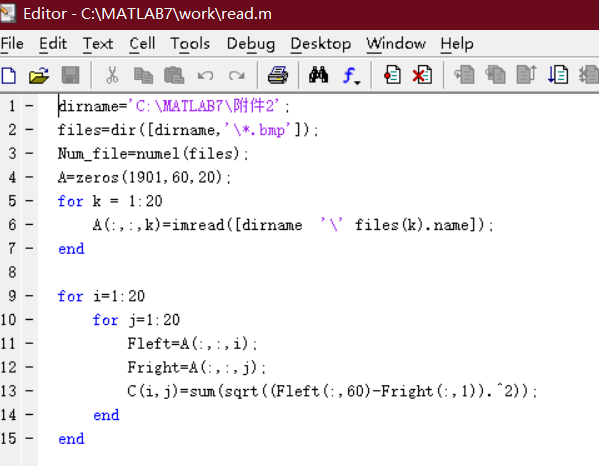 Editor - C:\MATLAB7\work\read.m
File Edit Text Cell Tools Debug Desktop Window Help
1 - dirname='C:\MATLAB7\附件2';
2 - files=dir([dirname,'\*.bmp']);
3 - Num_file=numel(files);
4 - A=zeros(1901,60,20);
5 - for k = 1:20
6 - A(:,:,k)=imread([dirname '\' files(k).name]);
7 - end
8
9 - for i=1:20
10 - for j=1:20
11 - Fleft=A(:,:,i);
12 - Fright=A(:,:,j);
13 - C(i,j)=sum(sqrt((Fleft(:,60)-Fright(:,1)).^2));
14 - end
15 - end